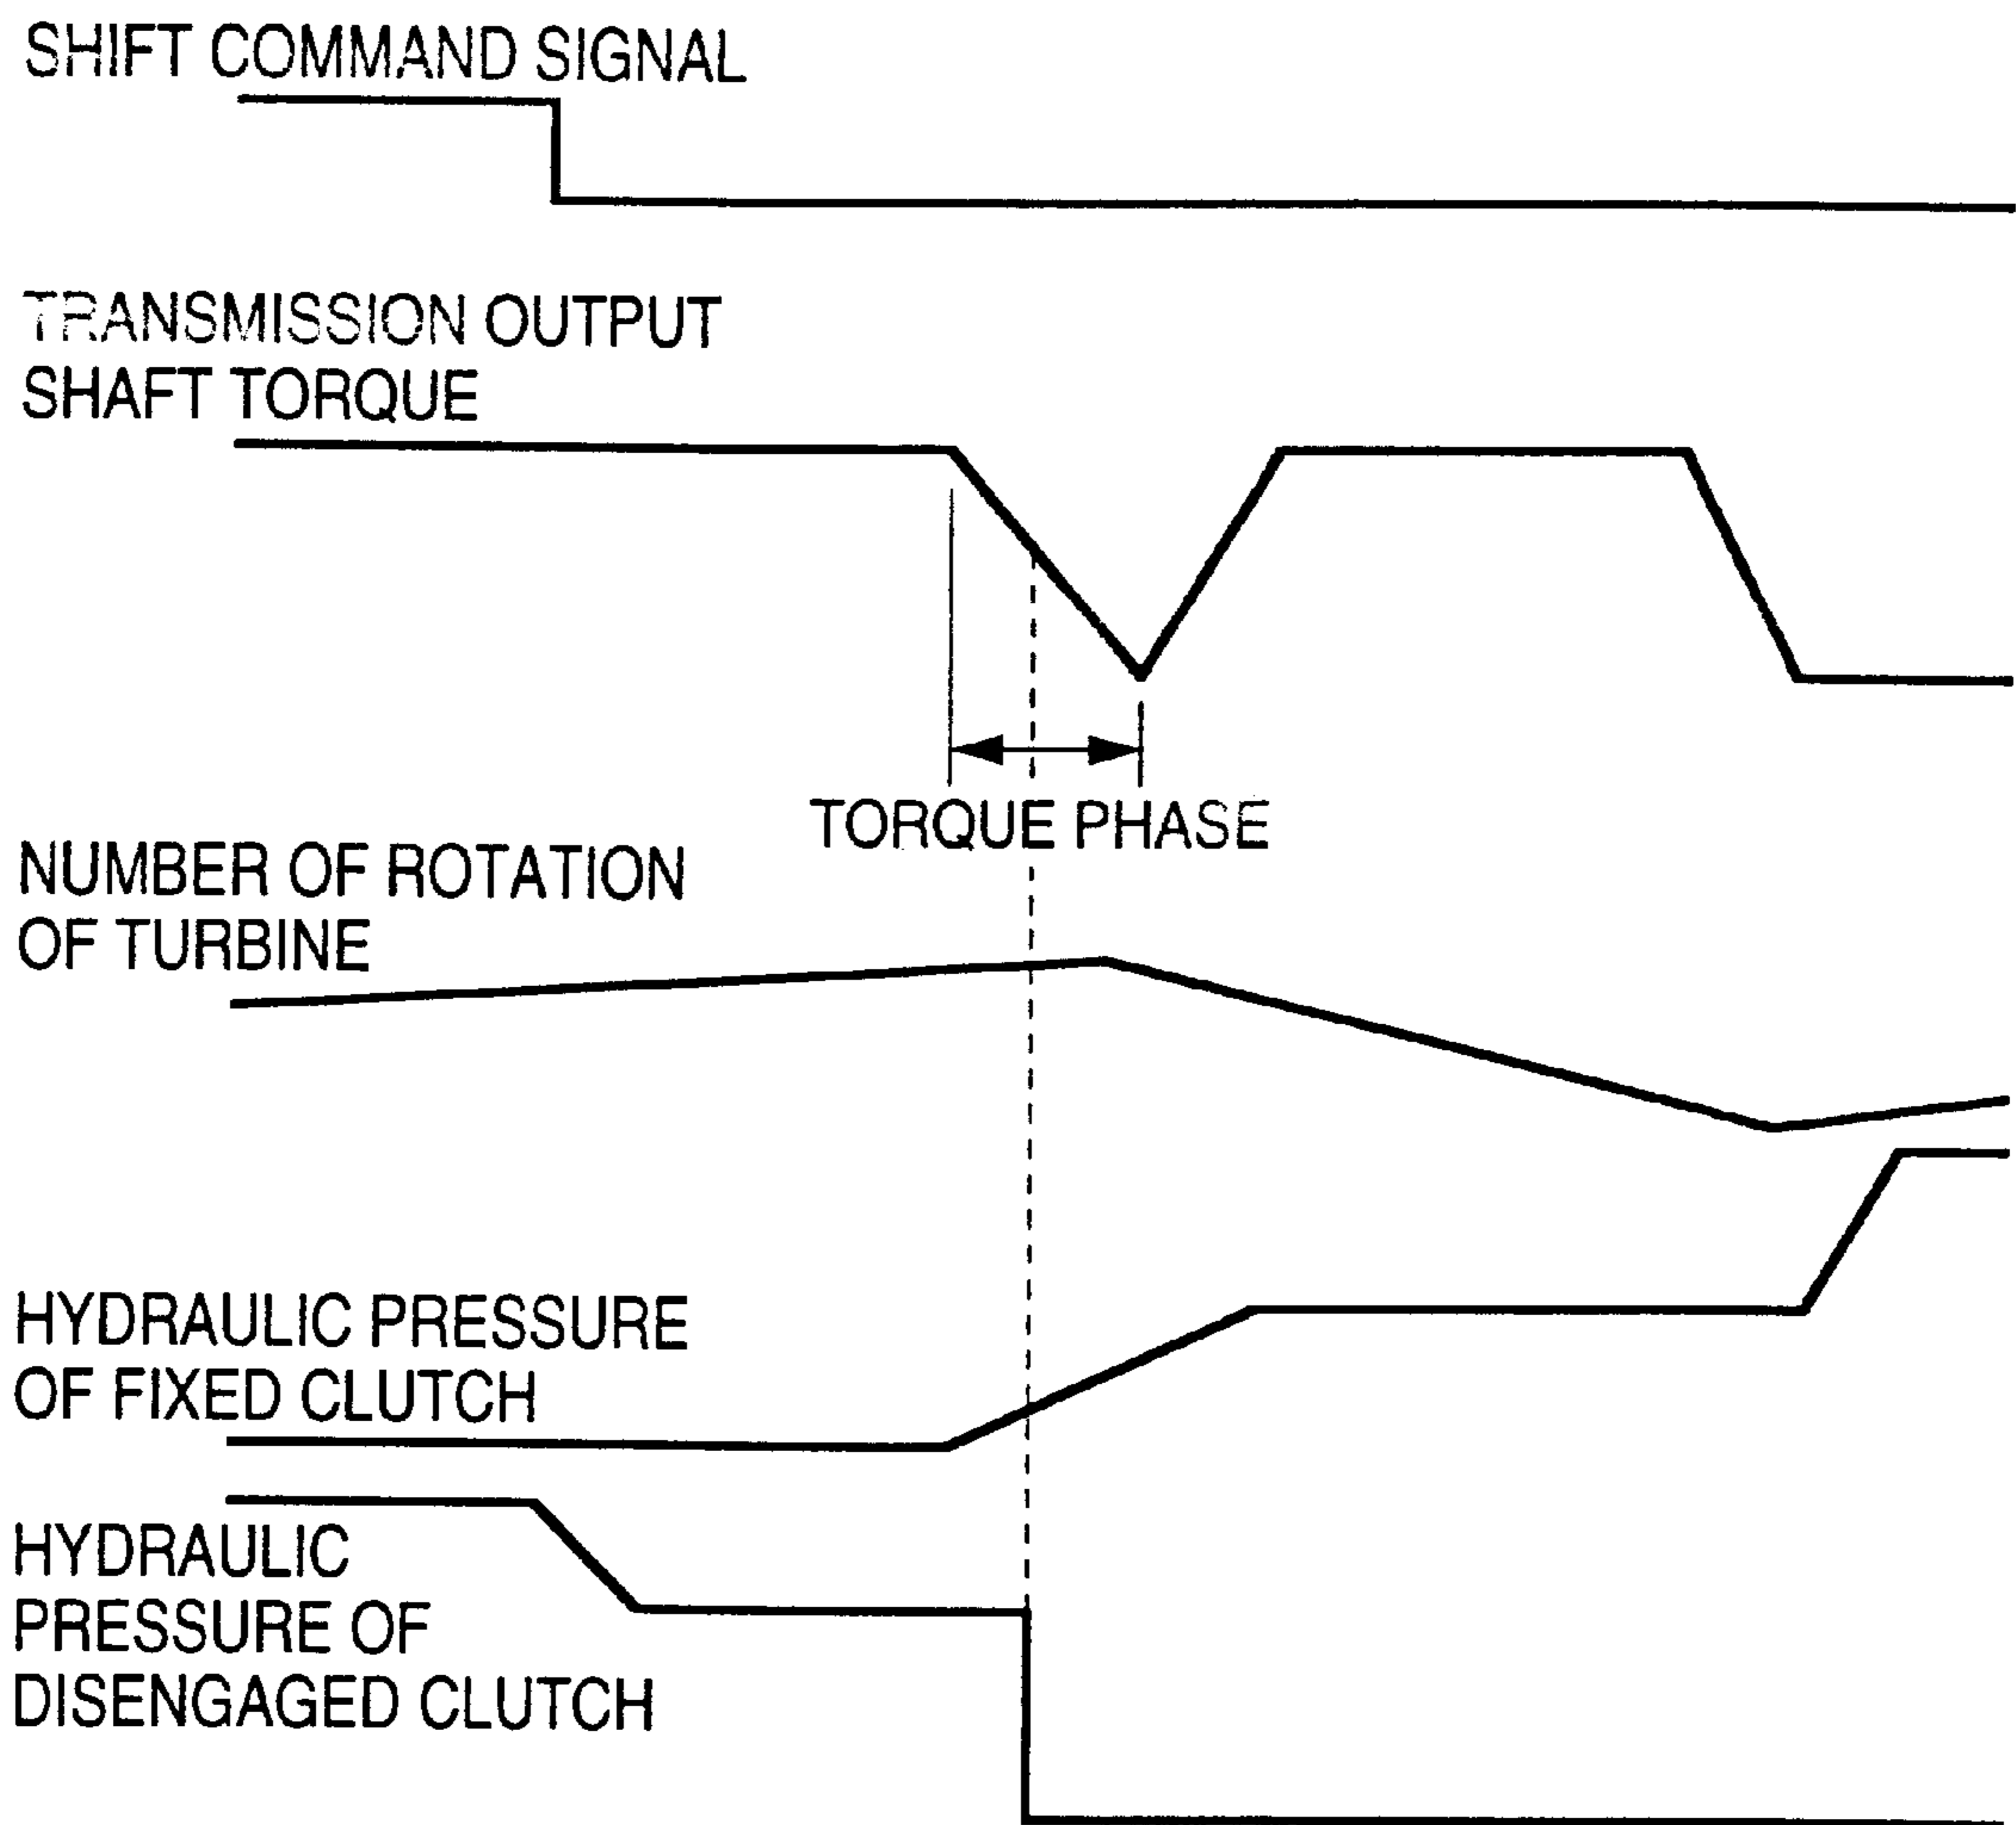 SHIFT COMMAND SIGNAL
TRANSMISSION OUTPUT
SHAFT TORQUE
TORQUE PHASE
NUMBER OF ROTATION
OF TURBINE
HYDRAULIC PRESSURE
OF FIXED CLUTCH
HYDRAULIC
PRESSURE OF
DISENGAGED CLUTCH